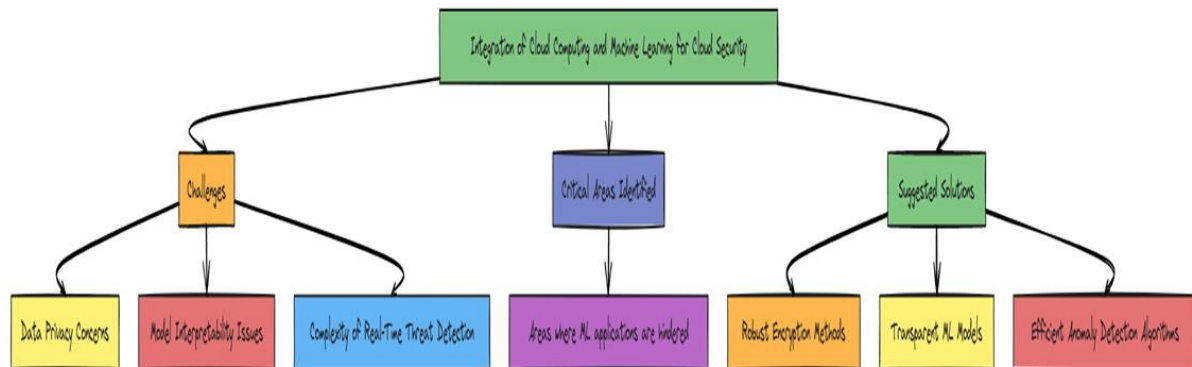 Integration of Cloud Computing and Machine Learning for Cloud Security
Challenges
Critical Areas Identified
Suggested Solutions
Data Privacy Concerns
Model Interpretability Issues
Complexity of Real-Time Threat Detection
Areas where ML applications are hindered
Robust Encryption Methods
Transparent ML Models
Efficient Anomaly Detection Algorithms